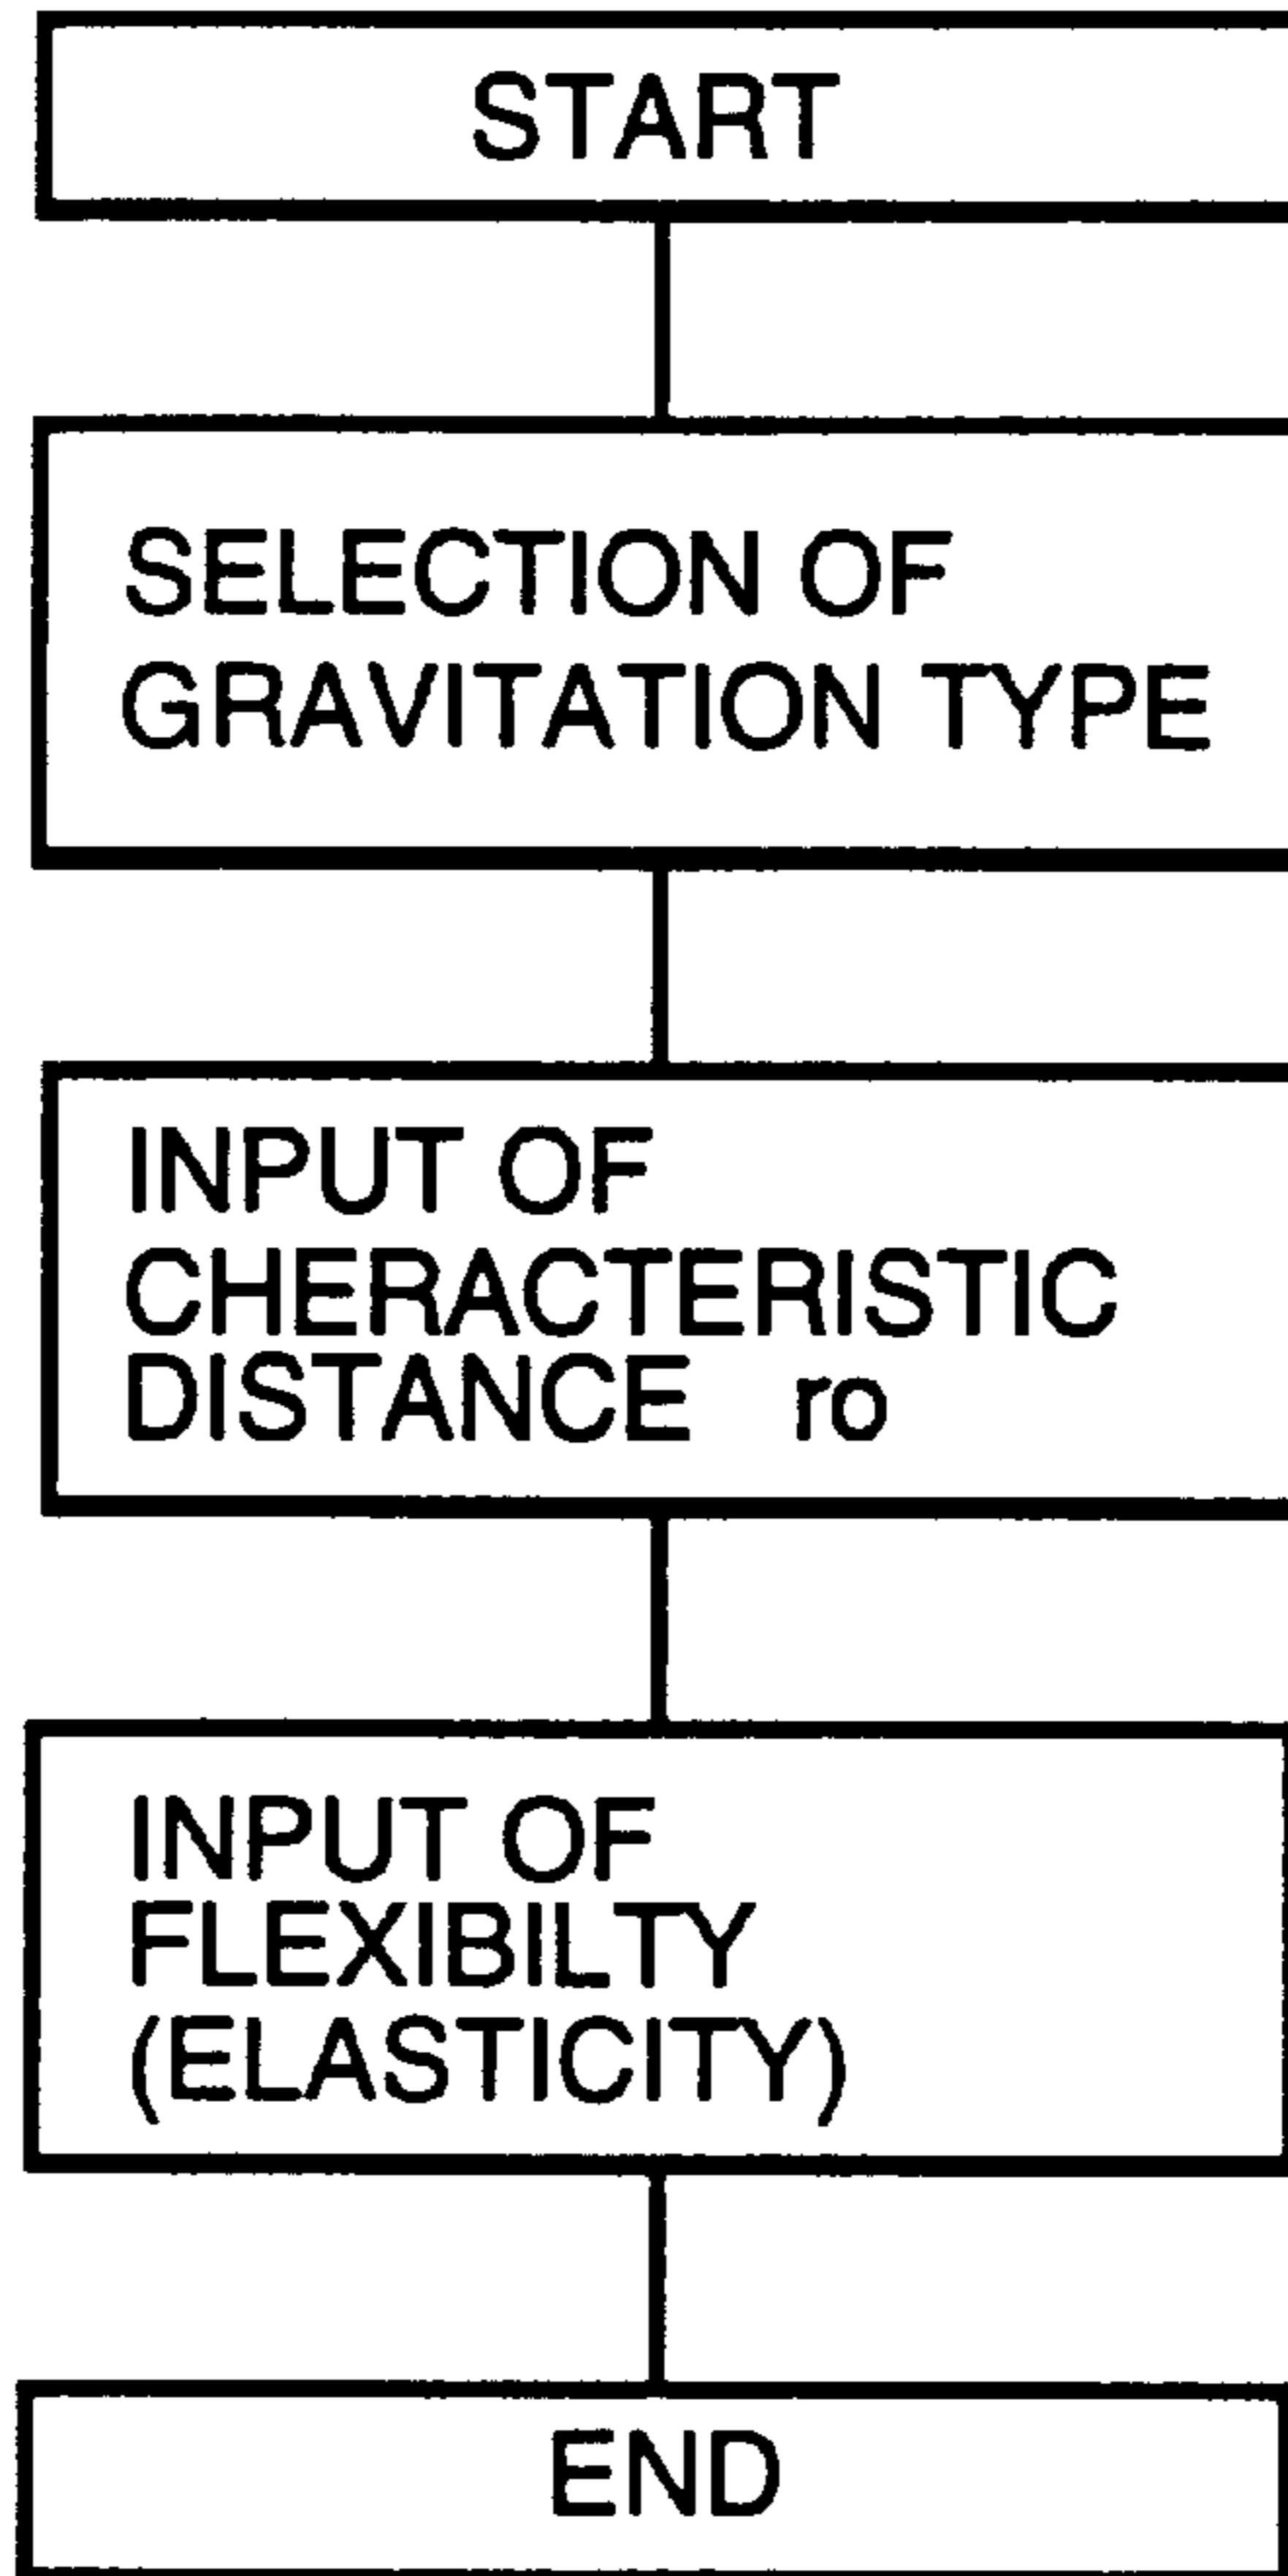 START
SELECTION OF
GRAVITATION TYPE
INPUT OF
CHERACTERISTIC
DISTANCE ro
INPUT OF
FLEXIBILTY
(ELASTICITY)
END